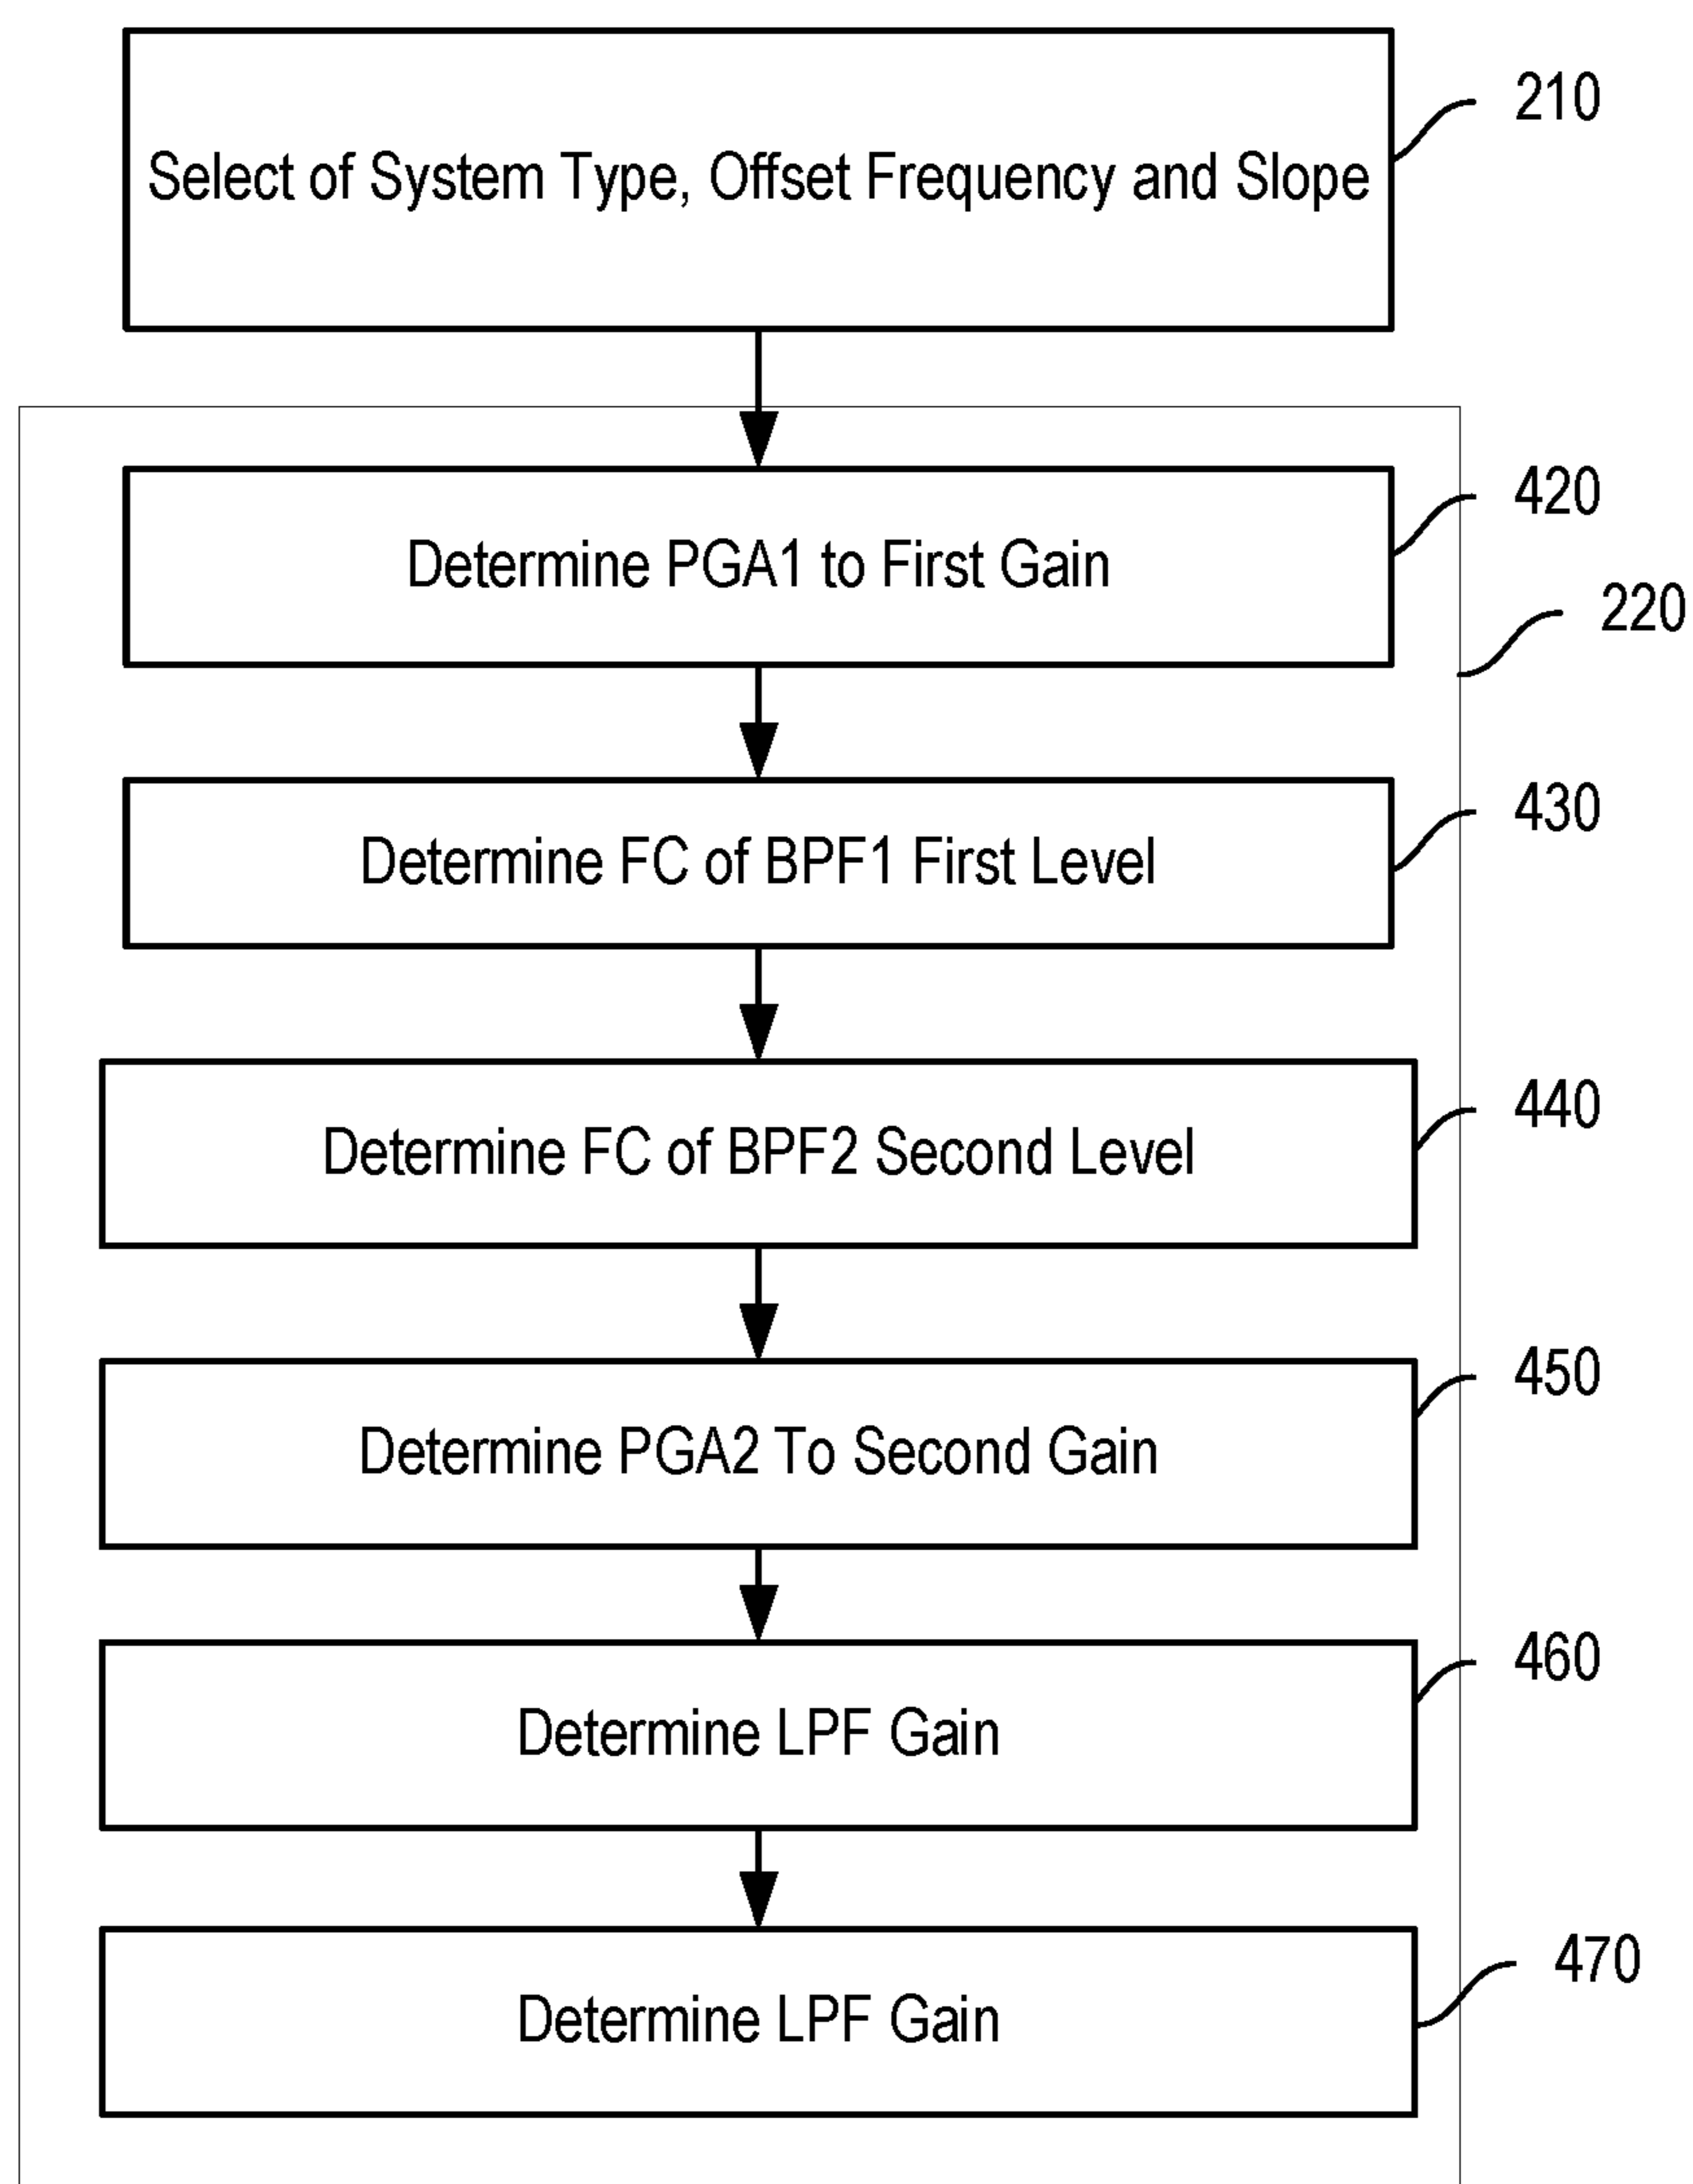 210
Select of System Type, Offset Frequency and Slope
420
Determine PGA1 to First Gain
220
430
Determine FC of BPF1 First Level
440
Determine FC of BPF2 Second Level
450
Determine PGA2 To Second Gain
460
Determine LPF Gain
470
Determine LPF Gain